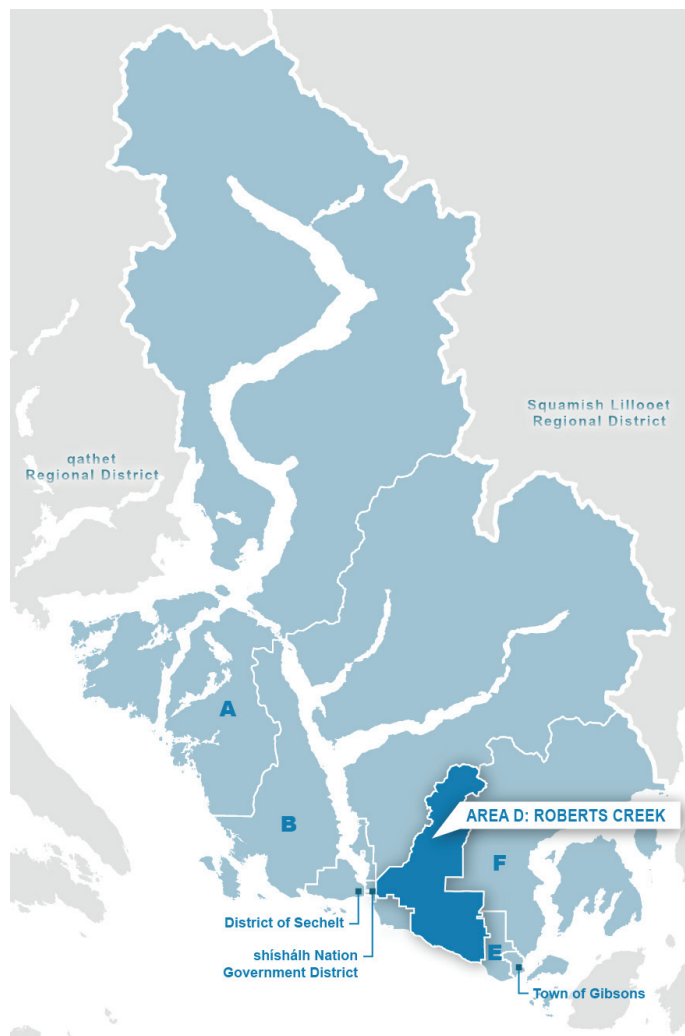 Squamish Lillooet
Regional District
qathet
Regional District
A
AREA D: ROBERTS CREEK
B
F
District of Sechelt
E
shíshálh Nation
Government District
Town of Gibsons